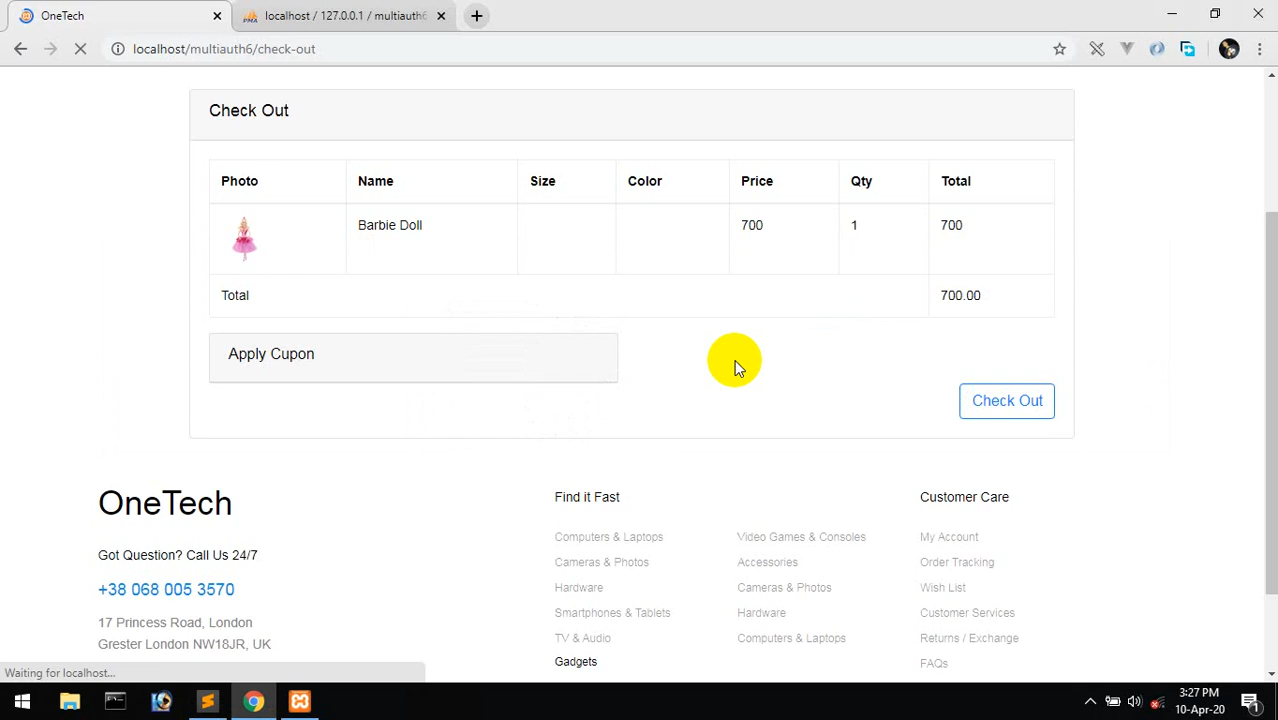 OneTech
localhost / 127.0.0.1 / multiauth6
localhost/multiauth6/check-out
Check Out
Photo Name Size Color Price Qty Total
Barbie Doll 700 1 700
Total 700.00
Apply Cupon
Check Out
OneTech
Find it Fast
Customer Care
Computers & Laptops Video Games & Consoles My Account
Got Question? Call Us 24/7
Cameras & Photos Accessories Order Tracking
+38 068 005 3570
Hardware Cameras & Photos Wish List
17 Princess Road, London
Smartphones & Tablets Hardware Customer Services
Grester London NW18JR, UK
TV & Audio Computers & Laptops Returns / Exchange
Gadgets FAQs
Waiting for localhost...
3:27 PM
10-Apr-20
1